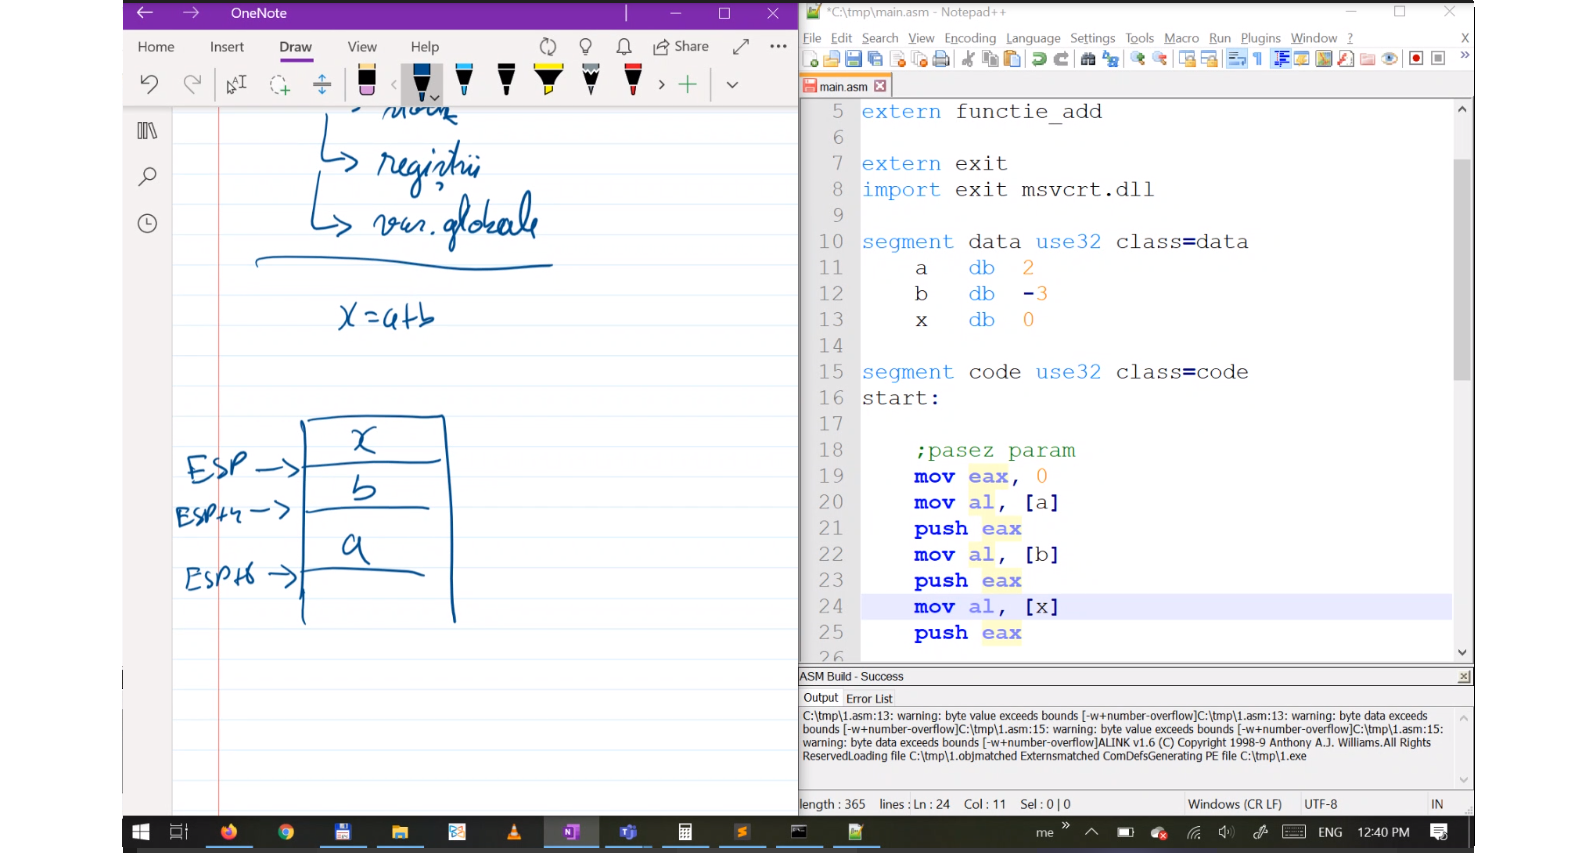 OneNote
Home Insert Draw View Help Share
registrii
var. globale
x = a+b
x
ESP
b
ESP+4
a
ESP+8
*C:\tmp\main.asm - Notepad++
File Edit Search View Encoding Language Settings Tools Macro Run Plugins Window ? X
main.asm
5 extern functie_add
6
7 extern exit
8 import exit msvcrt.dll
9
10 segment data use32 class=data
11 a db 2
12 b db -3
13 x db 0
14
15 segment code use32 class=code
16 start:
17
18 ;pasez param
19 mov eax, 0
20 mov al, [a]
21 push eax
22 mov al, [b]
23 push eax
24 mov al, [x]
25 push eax
26
ASM Build - Success
Output Error List
C:\tmp\1.asm:13: warning: byte value exceeds bounds [-w+number-overflow]C:\tmp\1.asm:13: warning: byte data exceeds
bounds [-w+number-overflow]C:\tmp\1.asm:15: warning: byte value exceeds bounds [-w+number-overflow]C:\tmp\1.asm:15:
warning: byte data exceeds bounds [-w+number-overflow]ALINK v1.6 (C) Copyright 1998-9 Anthony A.J. Williams.All Rights
ReservedLoading file C:\tmp\1.objmatched Externsmatched ComDefsGenerating PE file C:\tmp\1.exe
length : 365 lines : Ln : 24 Col : 11 Sel : 0 | 0 Windows (CR LF) UTF-8 IN
me » ENG 12:40 PM